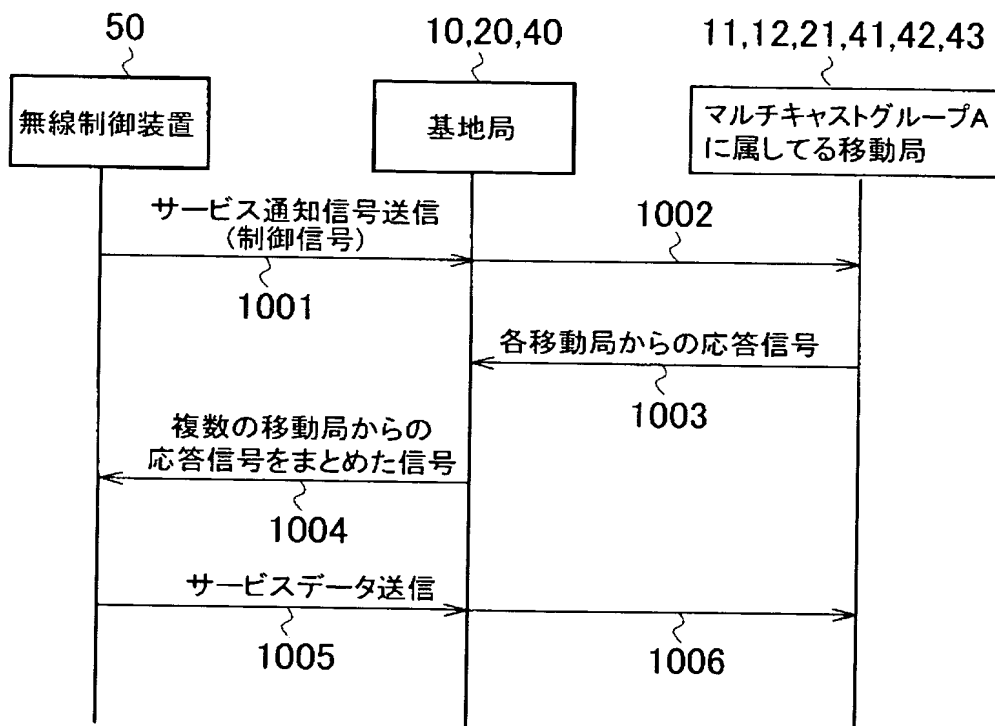 50
10,20,40
11,12,21,41,42,43
無線制御装置
基地局
マルチキャストグループA
に属してる移動局
サービス通知信号送信
(制御信号)
1001
1002
各移動局からの応答信号
1003
複数の移動局からの
応答信号をまとめた信号
1004
サービスデータ送信
1005
1006